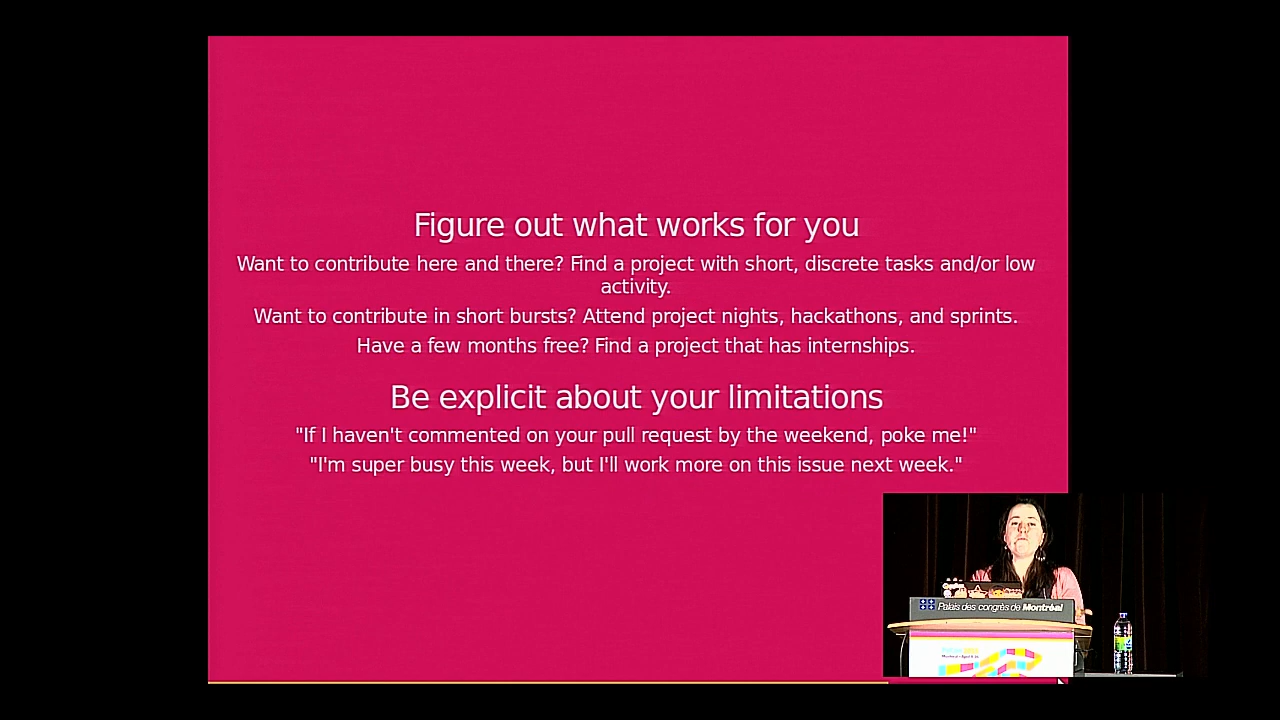 Figure out what works for you
Want to contribute here and there? Find a project with short, discrete tasks and/or low
activity.
Want to contribute in short bursts? Attend project nights, hackathons, and sprints.
Have a few months free? Find a project that has internships.
Be explicit about your limitations
"If I haven't commented on your pull request by the weekend, poke me!"
"I'm super busy this week, but I'll work more on this issue next week."
Palais des congrès de Montréal